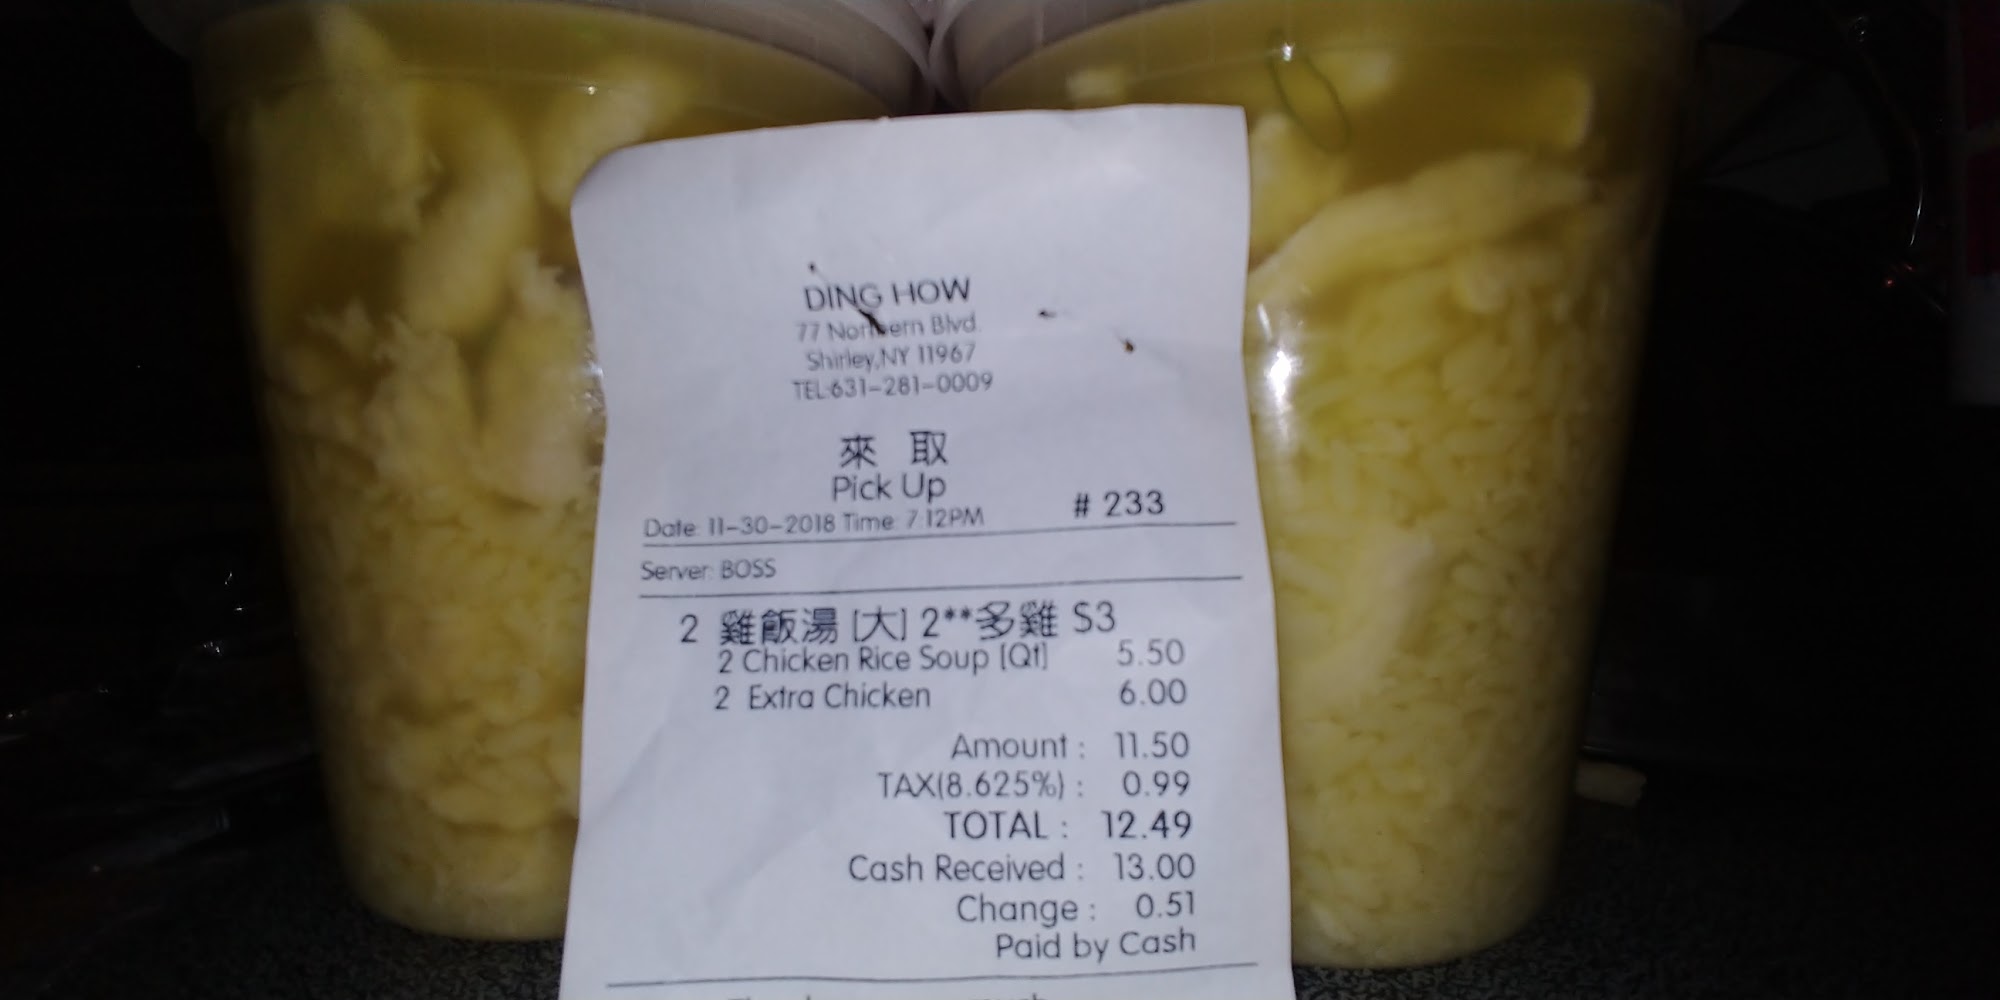 DING HOW
77 Northern Blvd.
Shirley,NY 11967
TEL:631-281-0009
來 取
Pick Up
# 233
Date: 11-30-2018 Time: 7:12PM
Server: BOSS
2 雞飯湯 [大] 2**多雞 S3
2 Chicken Rice Soup [Qt] 5.50
2 Extra Chicken 6.00
Amount : 11.50
TAX(8.625%) : 0.99
TOTAL : 12.49
Cash Received : 13.00
Change : 0.51
Paid by Cash